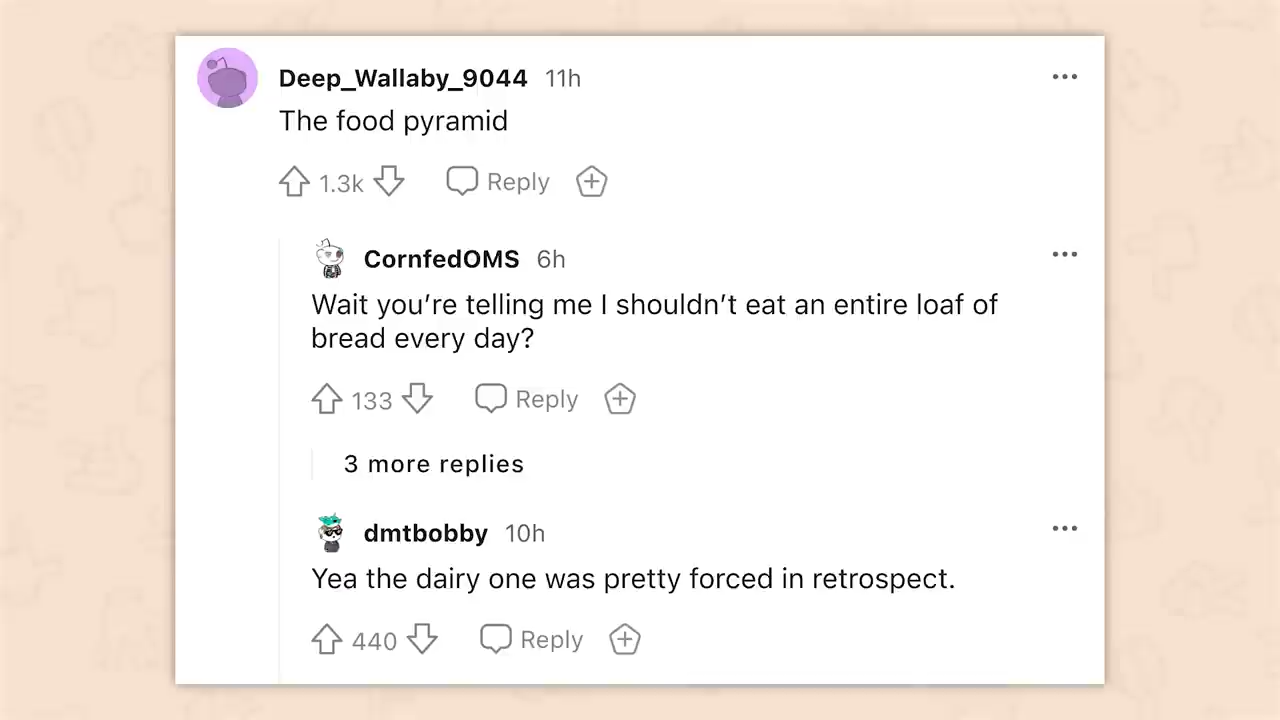 Deep_Wallaby_9044 11h
The food pyramid
1.3k Reply
CornfedOMS 6h
Wait you’re telling me I shouldn’t eat an entire loaf of
bread every day?
133 Reply
3 more replies
dmtbobby 10h
Yea the dairy one was pretty forced in retrospect.
440 Reply